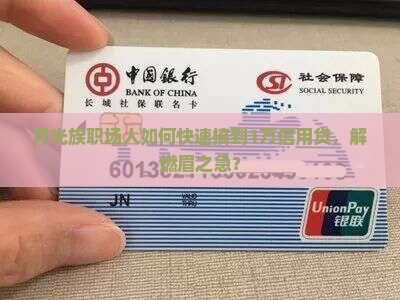 中国银行
BANK OF CHINA
长城 社保联名卡
社会保障
SOCIAL SECURITY
月光族职场人如何快速搞到1万信用贷，解
燃眉之急？
JN
UnionPay
银联